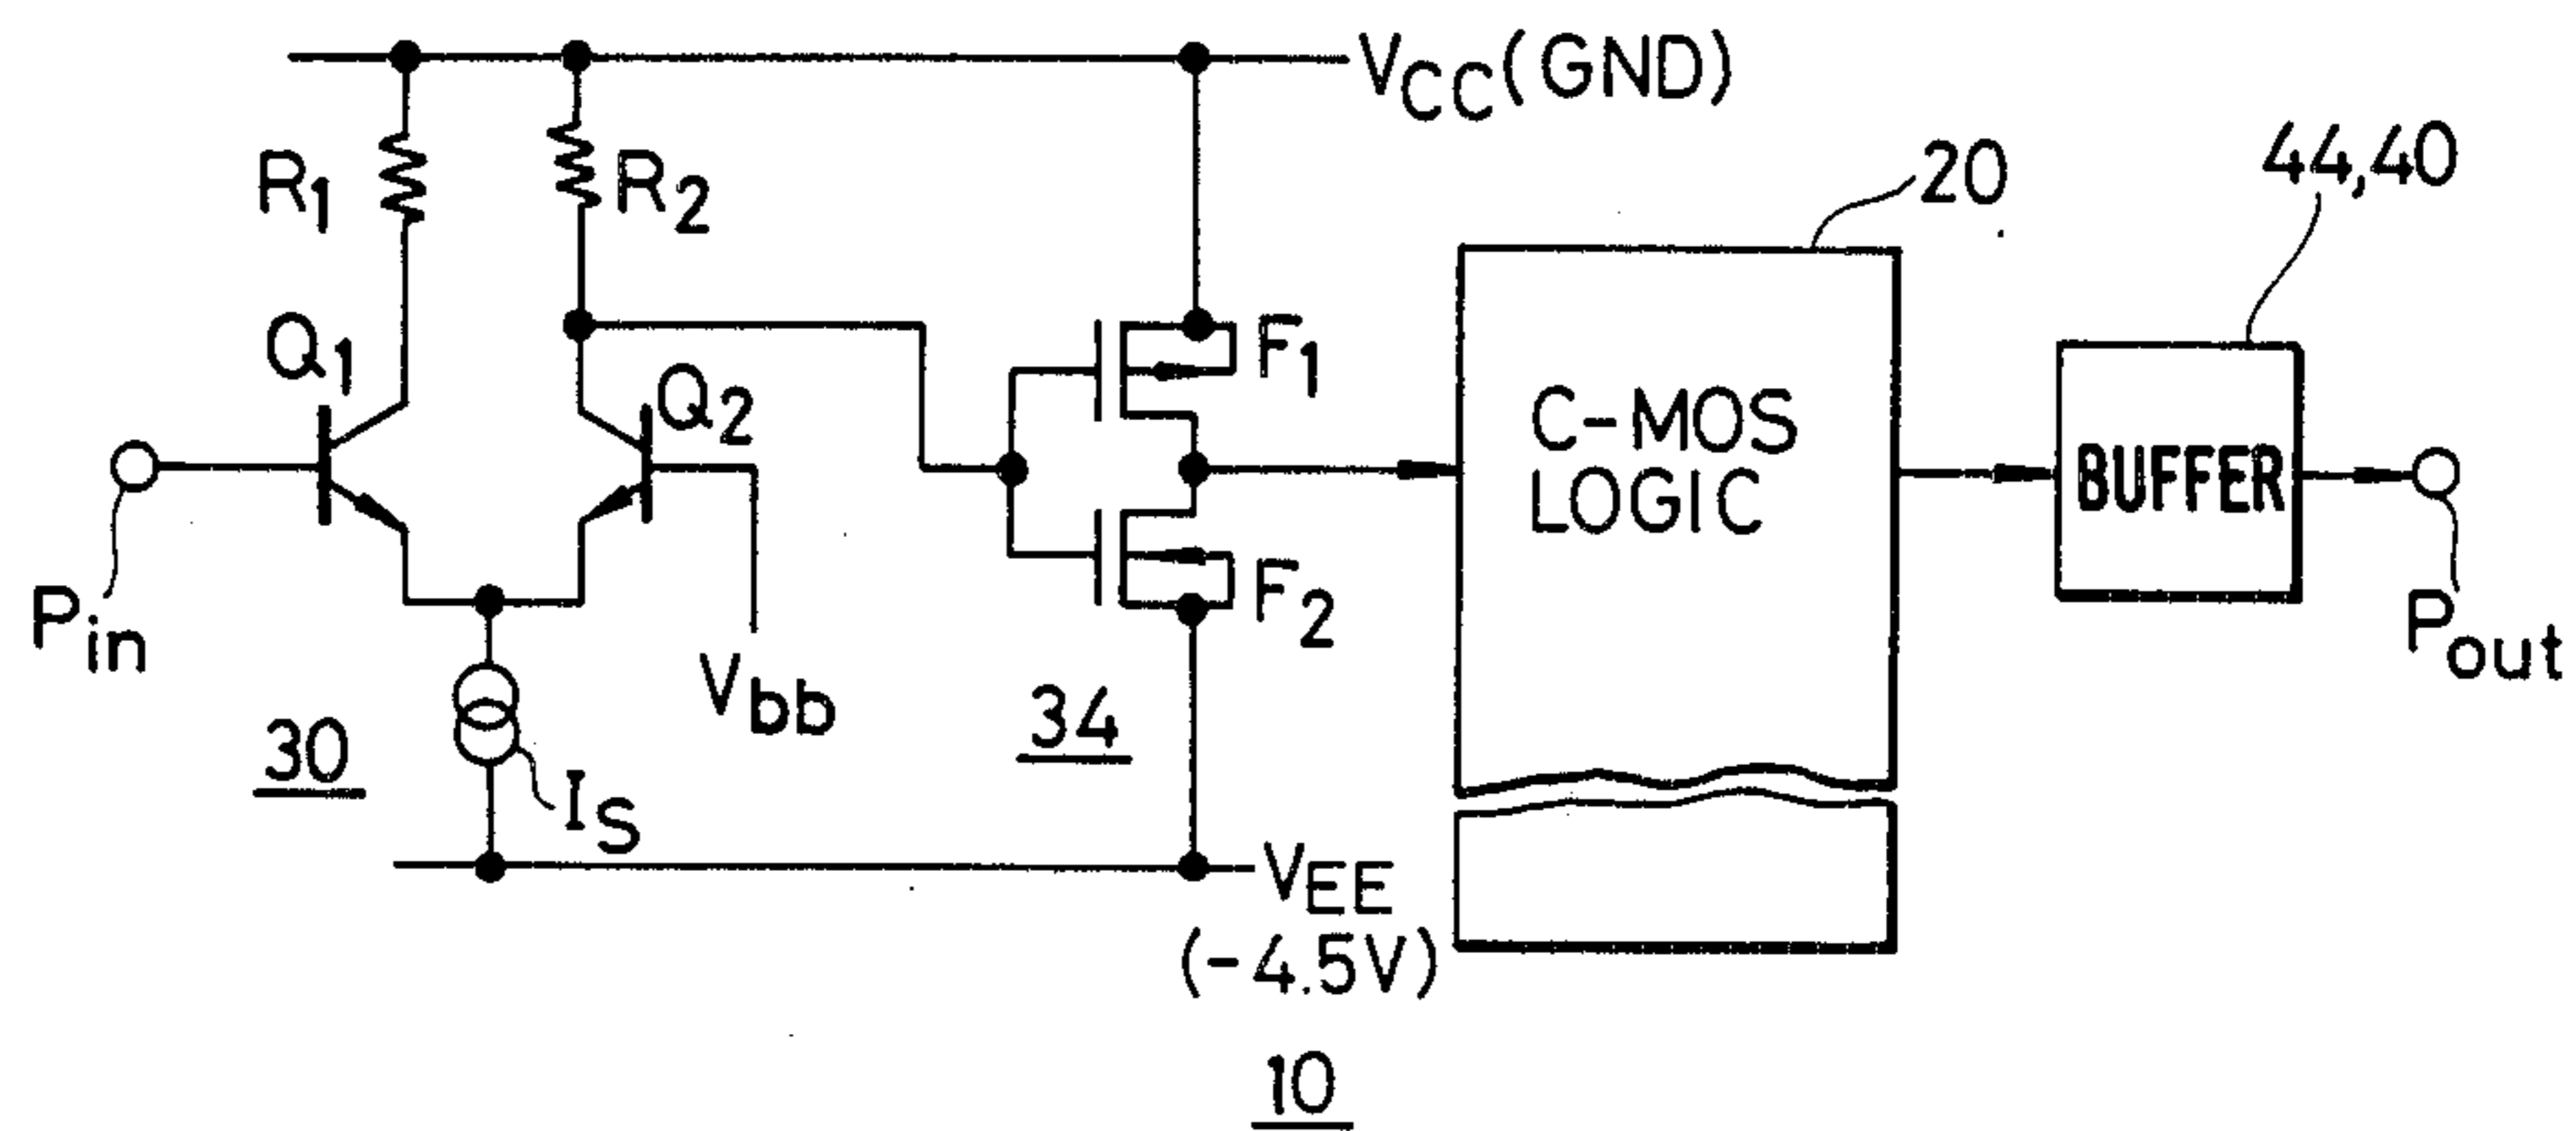 VCC(GND)
R1
R2
20
44,40
Q1
Q2
F1
C-MOS
LOGIC
BUFFER
Pin
Vbb
F2
Pout
30
34
IS
VEE
(-4.5V)
10